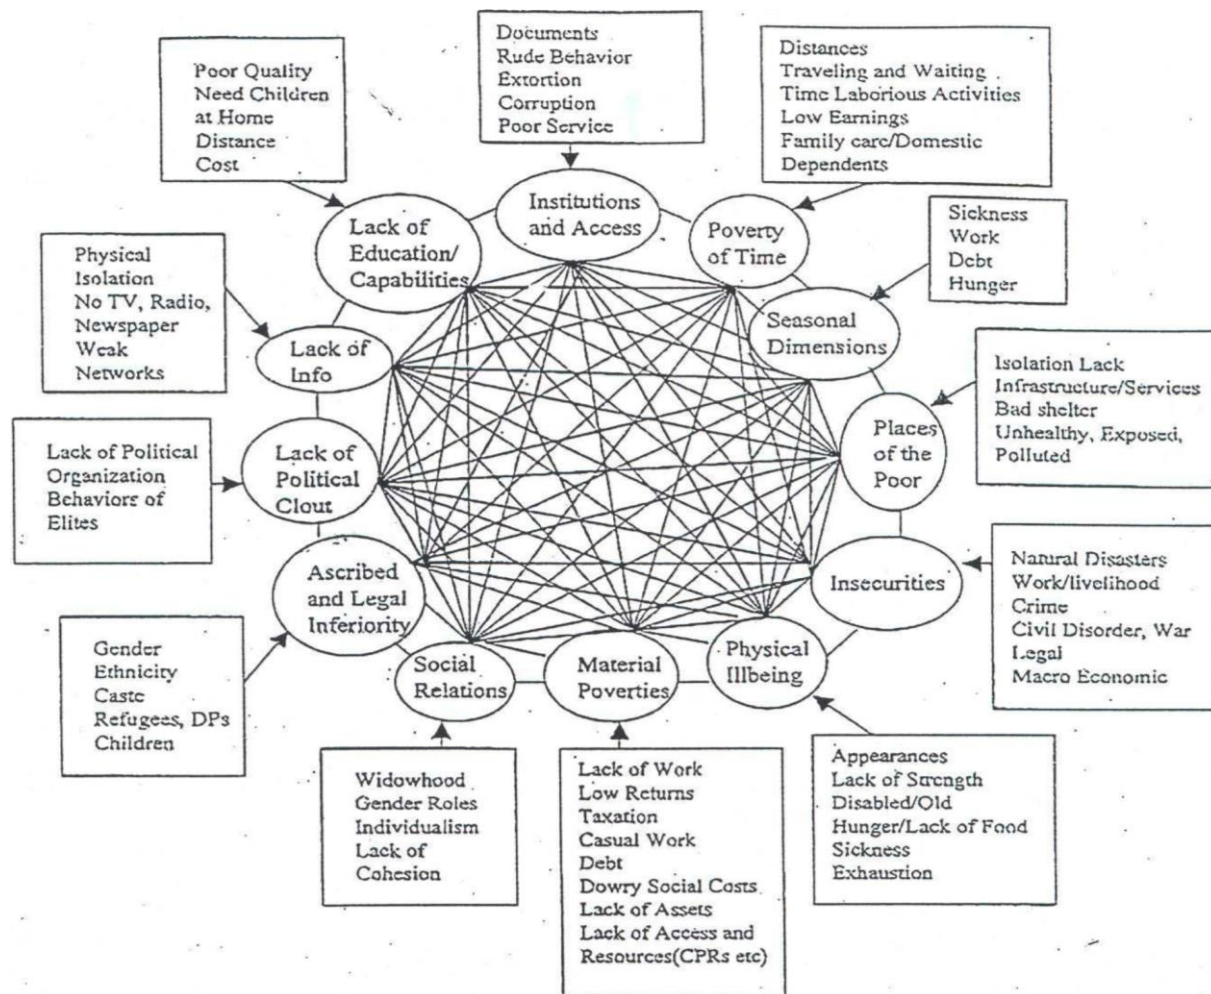 Documents
Rude Behavior
Extortion
Corruption
Poor Service
Distances
Traveling and Waiting
Time Laborious Activities
Low Earnings
Family care/Domestic
Dependents
Poor Quality
Need Children
at Home
Distance
Cost
Institutions
and Access
Poverty
of Time
Sickness
Work
Debt
Hunger
Lack of
Education/
Capabilities
Physical
Isolation
No TV, Radio,
Newspaper
Weak
Networks
Seasonal
Dimensions
Lack of
Info
Isolation Lack
Infrastructure/Services
Bad shelter
Unhealthy, Exposed,
Polluted
Places
of the
Poor
Lack of Political
Organization
Behaviors of
Elites
Lack of
Political
Clout
Ascribed
and Legal
Inferiority
Insecurities
Natural Disasters
Work/livelihood
Crime
Civil Disorder, War
Legal
Macro Economic
Gender
Ethnicity
Caste
Refugees, DPs
Children
Social
Relations
Material
Poverties
Physical
Illbeing
Widowhood
Gender Roles
Individualism
Lack of
Cohesion
Lack of Work
Low Returns
Taxation
Casual Work
Debt
Dowry Social Costs
Lack of Assets
Lack of Access and
Resources(CPRs etc)
Appearances
Lack of Strength
Disabled/Old
Hunger/Lack of Food
Sickness
Exhaustion